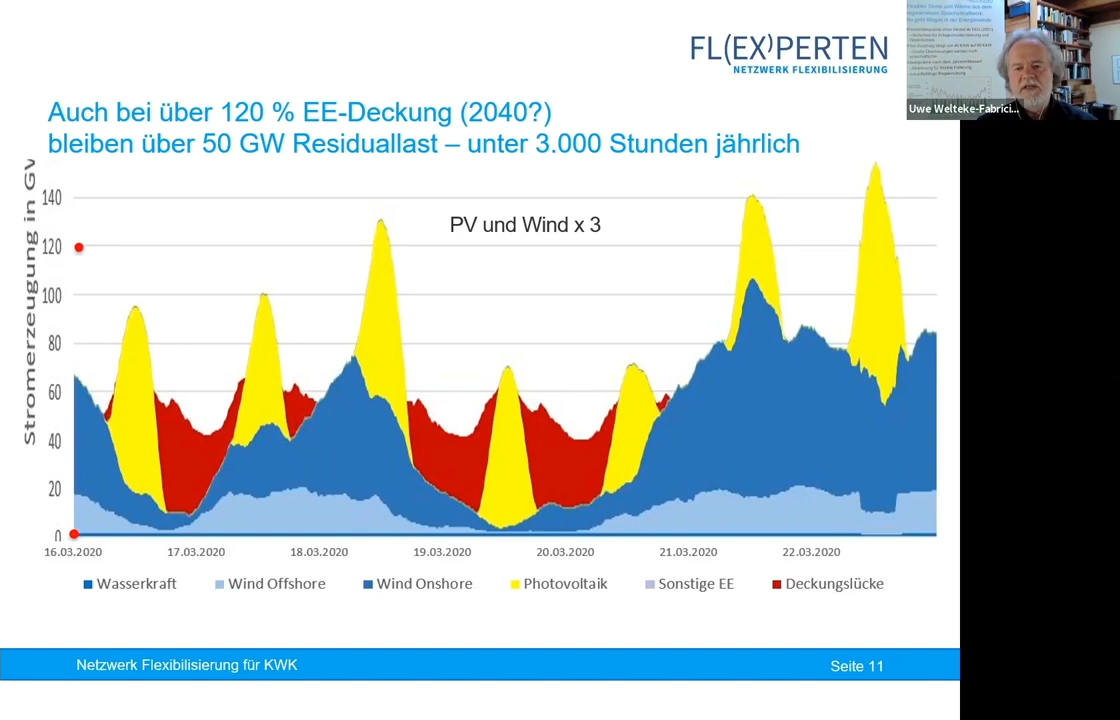 FL(EX)PERTEN
NETZWERK FLEXIBILISIERUNG
Uwe Welteke-Fabrici...
Auch bei über 120 % EE-Deckung (2040?)
bleiben über 50 GW Residuallast – unter 3.000 Stunden jährlich
Stromerzeugung in GW
PV und Wind x 3
140
120
100
80
60
40
20
0
16.03.2020 17.03.2020 18.03.2020 19.03.2020 20.03.2020 21.03.2020 22.03.2020
Wasserkraft Wind Offshore Wind Onshore Photovoltaik Sonstige EE Deckungslücke
Netzwerk Flexibilisierung für KWK Seite 11